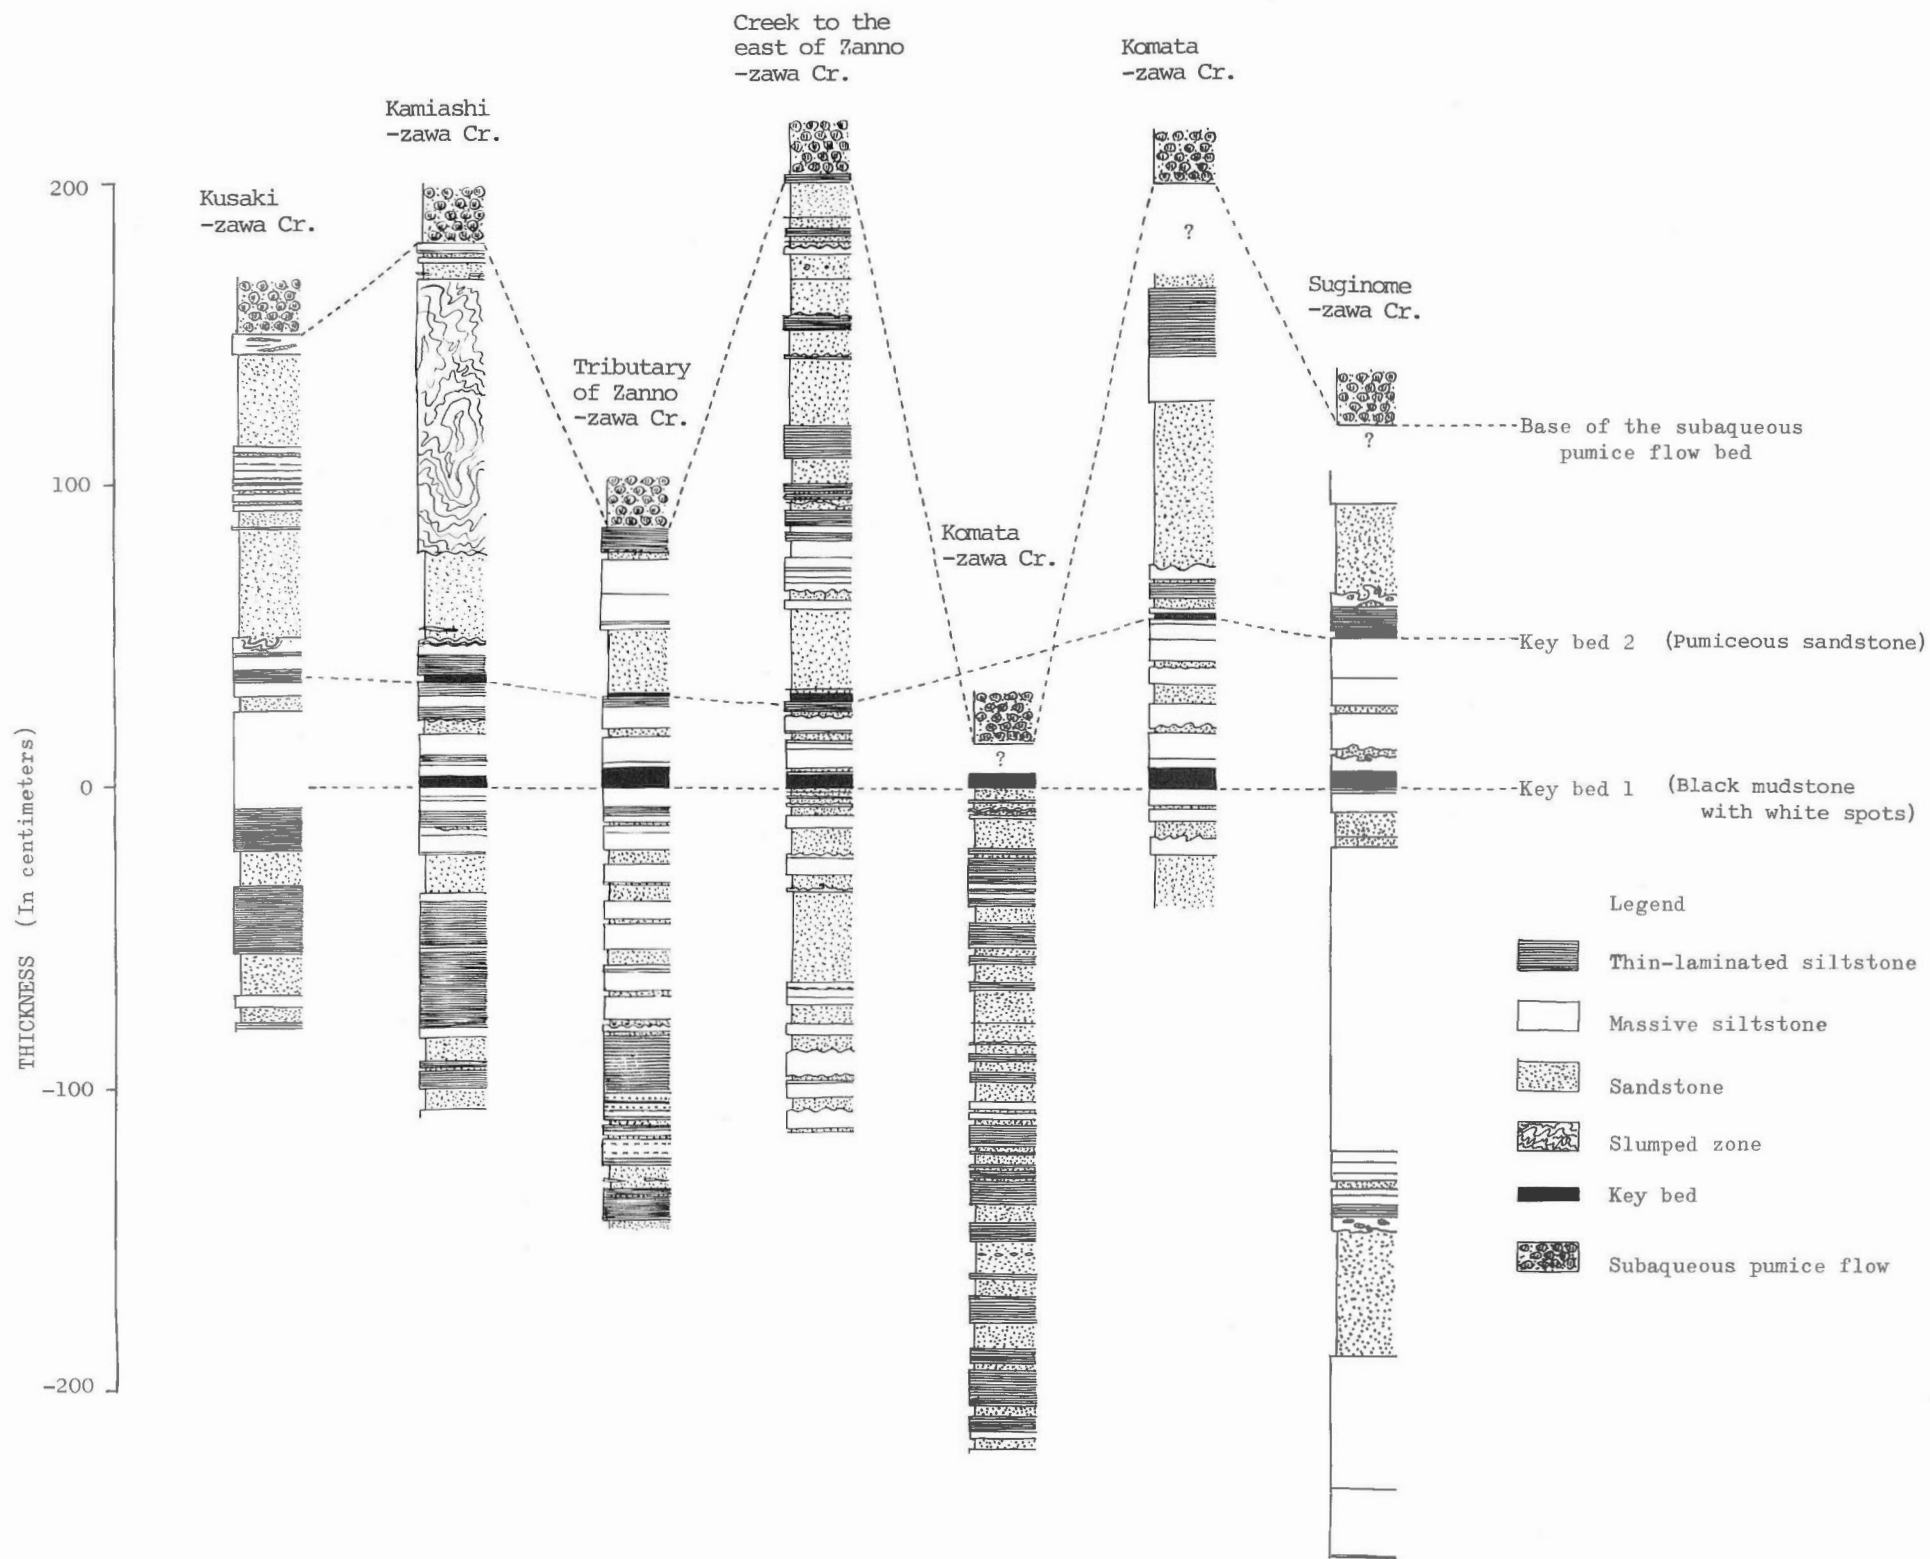 Creek to the
east of Zanno
-zawa Cr.
Komata
-zawa Cr.
Kamiashi
-zawa Cr.
Kusaki
-zawa Cr.
Suginome
-zawa Cr.
Tributary
of Zanno
-zawa Cr.
Komata
-zawa Cr.
200
100
0
-100
-200
THICKNESS (In centimeters)
?
?
?
Base of the subaqueous
pumice flow bed
Key bed 2 (Pumiceous sandstone)
Key bed 1 (Black mudstone
with white spots)
Legend
Thin-laminated siltstone
Massive siltstone
Sandstone
Slumped zone
Key bed
Subaqueous pumice flow